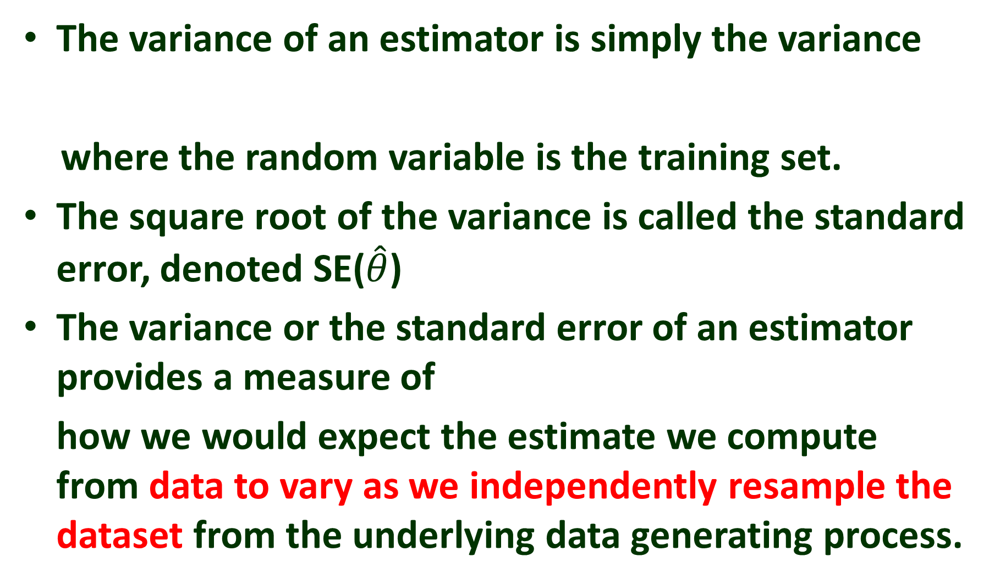 • The variance of an estimator is simply the variance
where the random variable is the training set.
• The square root of the variance is called the standard
error, denoted SE(θ̂)
• The variance or the standard error of an estimator
provides a measure of
how we would expect the estimate we compute
from data to vary as we independently resample the
dataset from the underlying data generating process.